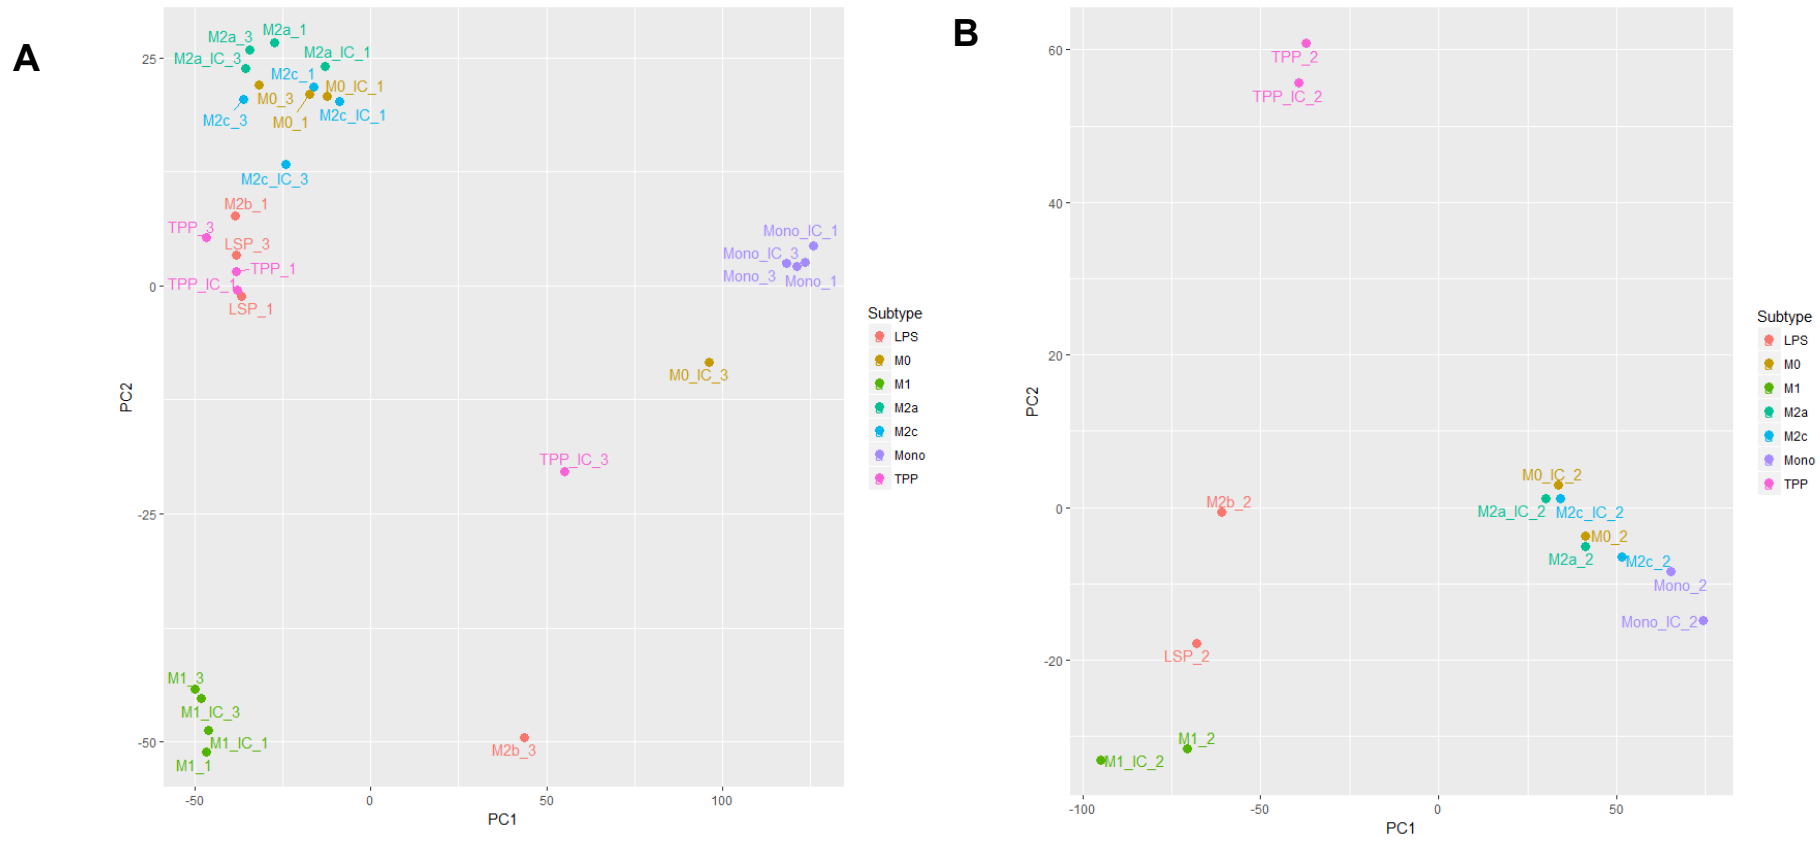 A
M2a_3
M2a_1
M2a_IC_3
M2a_IC_1
M2c_1
M0_3
M0_IC_1
M2c_3
M0_1
M2c_IC_1
M2c_IC_3
M2b_1
TPP_3
LSP_3
TPP_1
TPP_IC_1
LSP_1
Mono_IC_1
Mono_IC_3
Mono_3
Mono_1
M0_IC_3
TPP_IC_3
M1_3
M1_IC_3
M1_IC_1
M1_1
M2b_3
25
0
-25
-50
PC2
-50
0
50
100
PC1
Subtype
LPS
M0
M1
M2a
M2c
Mono
TPP
B
TPP_2
TPP_IC_2
M0_IC_2
M2b_2
M2a_IC_2
M2c_IC_2
M0_2
M2a_2
M2c_2
Mono_2
Mono_IC_2
LSP_2
M1_2
M1_IC_2
60
40
20
0
-20
PC2
-100
-50
0
50
PC1
Subtype
LPS
M0
M1
M2a
M2c
Mono
TPP